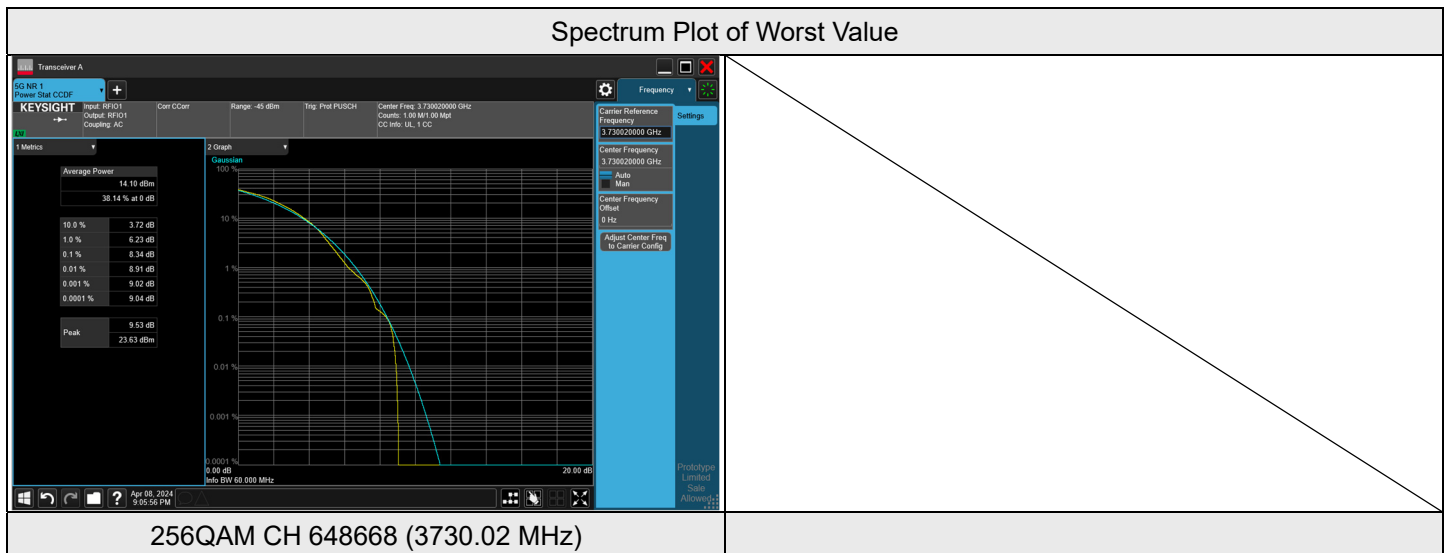 Spectrum Plot of Worst Value
Transceiver A
5G NR 1
Power Stat CCDF
Frequency
KEYSIGHT
Input: RFIO1
Output: RFIO1
Coupling: AC
Corr CCorr
Range: -45 dBm
Trig: Prot PUSCH
Center Freq: 3.730020000 GHz
Counts: 1.00 M/1.00 Mpt
CC Info: UL, 1 CC
1 Metrics
Average Power
14.10 dBm
38.14 % at 0 dB
10.0 % 3.72 dB
1.0 % 6.23 dB
0.1 % 8.34 dB
0.01 % 8.91 dB
0.001 % 9.02 dB
0.0001 % 9.04 dB
Peak 9.53 dB
23.63 dBm
2 Graph
Gaussian
100 %
10 %
1 %
0.1 %
0.01 %
0.001 %
0.0001 %
0.00 dB 20.00 dB
Info BW 60.000 MHz
Carrier Reference
Frequency
3.730020000 GHz
Center Frequency
3.730020000 GHz
Auto
Man
Center Frequency
Offset
0 Hz
Adjust Center Freq
to Carrier Config
Settings
Prototype
Limited
Sale
Allowed
?
Apr 08, 2024
9:05:56 PM
256QAM CH 648668 (3730.02 MHz)